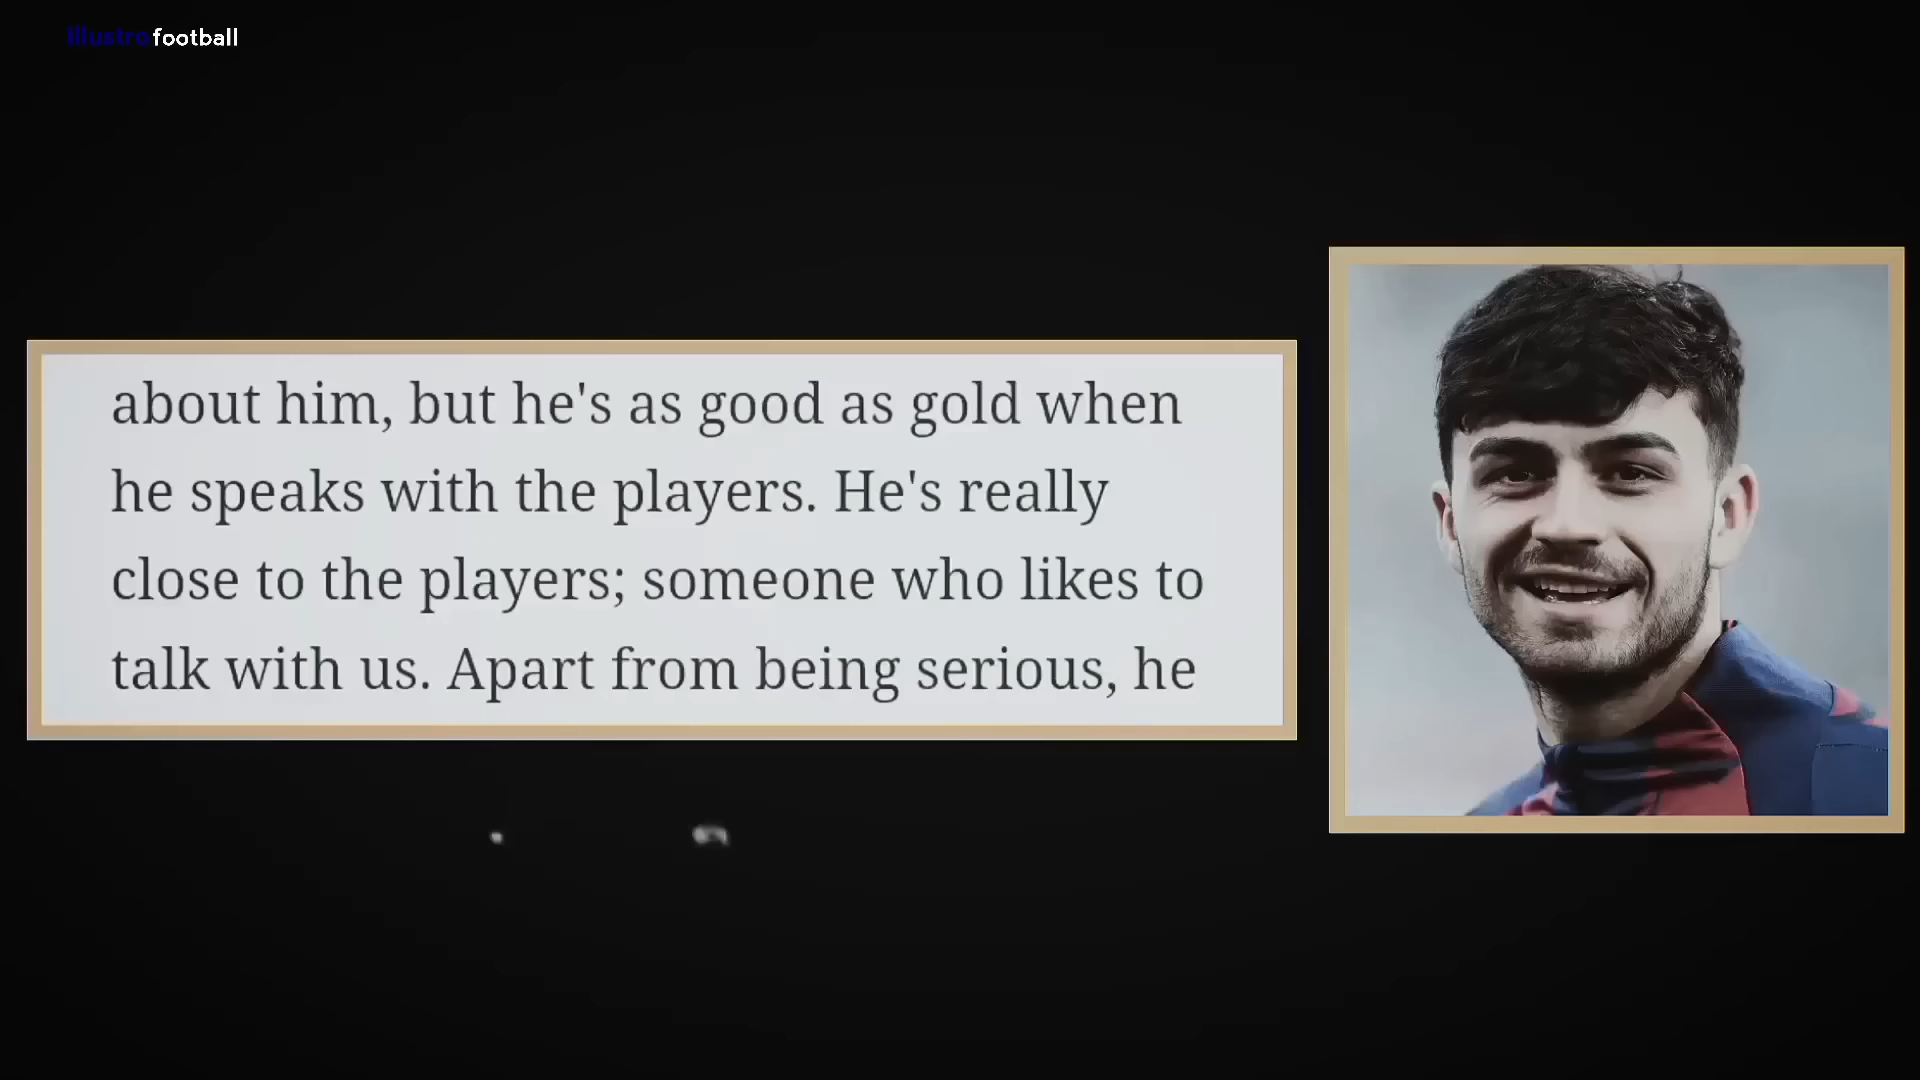 illustrofootball
about him, but he's as good as gold when
he speaks with the players. He's really
close to the players; someone who likes to
talk with us. Apart from being serious, he